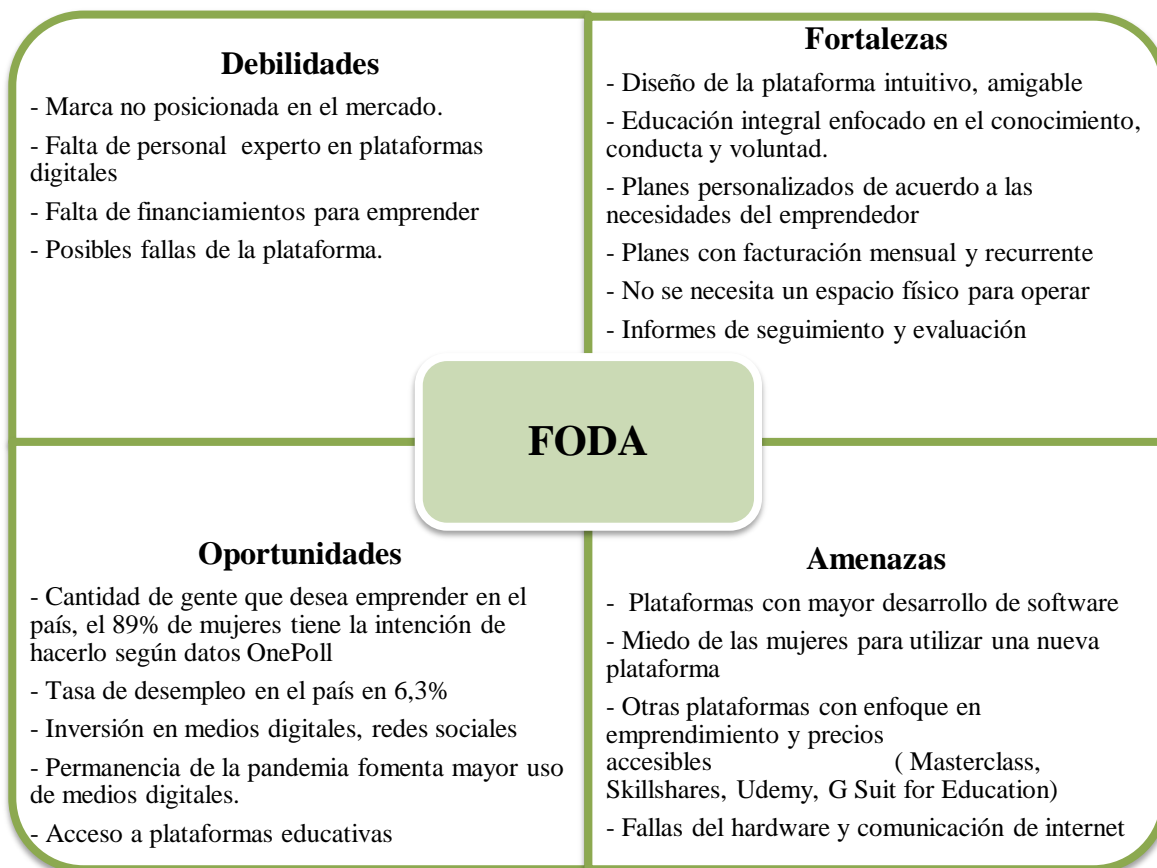 Debilidades
- Marca no posicionada en el mercado.
- Falta de personal experto en plataformas
digitales
- Falta de financiamientos para emprender
- Posibles fallas de la plataforma.
Fortalezas
- Diseño de la plataforma intuitivo, amigable
- Educación integral enfocado en el conocimiento,
conducta y voluntad.
- Planes personalizados de acuerdo a las
necesidades del emprendedor
- Planes con facturación mensual y recurrente
- No se necesita un espacio físico para operar
- Informes de seguimiento y evaluación
FODA
Oportunidades
- Cantidad de gente que desea emprender en el
país, el 89% de mujeres tiene la intención de
hacerlo según datos OnePoll
- Tasa de desempleo en el país en 6,3%
- Inversión en medios digitales, redes sociales
- Permanencia de la pandemia fomenta mayor uso
de medios digitales.
- Acceso a plataformas educativas
Amenazas
- Plataformas con mayor desarrollo de software
- Miedo de las mujeres para utilizar una nueva
plataforma
- Otras plataformas con enfoque en
emprendimiento y precios
accesibles ( Masterclass,
Skillshares, Udemy, G Suit for Education)
- Fallas del hardware y comunicación de internet